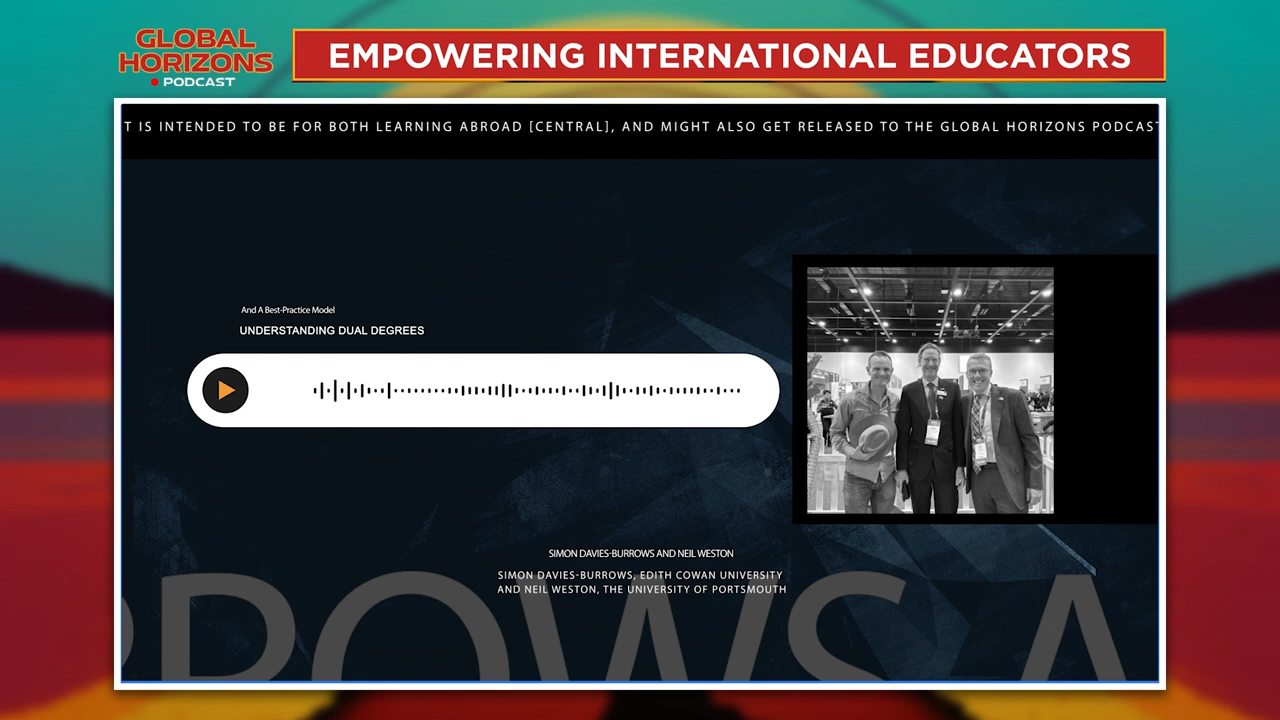 GLOBAL
HORIZONS
PODCAST
EMPOWERING INTERNATIONAL EDUCATORS
T IS INTENDED TO BE FOR BOTH LEARNING ABROAD [CENTRAL], AND MIGHT ALSO GET RELEASED TO THE GLOBAL HORIZONS PODCAST
And A Best-Practice Model
UNDERSTANDING DUAL DEGREES
SIMON DAVIES-BURROWS AND NEIL WESTON
SIMON DAVIES-BURROWS, EDITH COWAN UNIVERSITY
AND NEIL WESTON, THE UNIVERSITY OF PORTSMOUTH
ROWS A